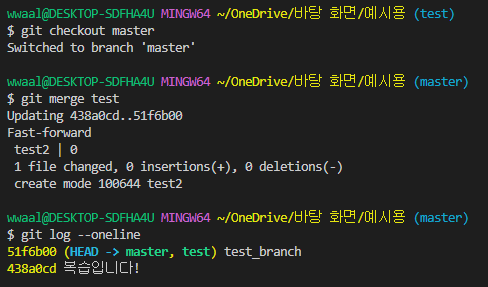 wwaal@DESKTOP-SDFHA4U MINGW64 ~/OneDrive/바탕 화면/예시용 (test)
$ git checkout master
Switched to branch 'master'

wwaal@DESKTOP-SDFHA4U MINGW64 ~/OneDrive/바탕 화면/예시용 (master)
$ git merge test
Updating 438a0cd..51f6b00
Fast-forward
 test2 | 0
 1 file changed, 0 insertions(+), 0 deletions(-)
 create mode 100644 test2

wwaal@DESKTOP-SDFHA4U MINGW64 ~/OneDrive/바탕 화면/예시용 (master)
$ git log --oneline
51f6b00 (HEAD -> master, test) test_branch
438a0cd 복습입니다!